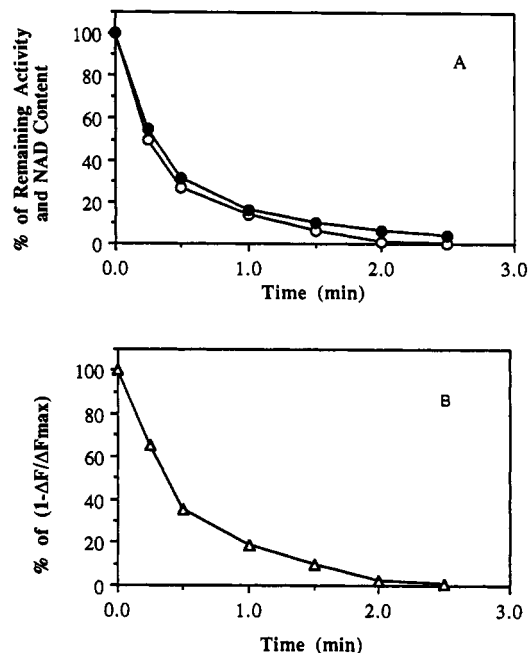 A
% of Remaining Activity
and NAD Content
100
80
60
40
20
0
0.0
1.0
2.0
3.0
Time (min)
B
% of (1-ΔF/ΔFmax)
100
80
60
40
20
0
0.0
1.0
2.0
3.0
Time (min)